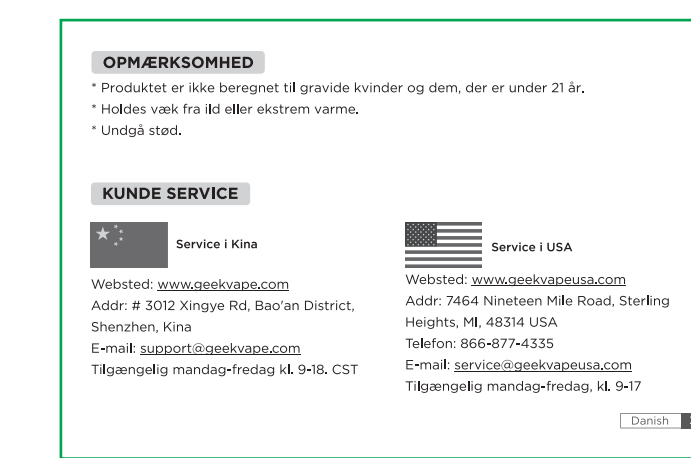 OPMÆRKSOMHED
* Produktet er ikke beregnet til gravide kvinder og dem, der er under 21 år.
* Holdes væk fra ild eller ekstrem varme.
* Undgå stød.
KUNDE SERVICE
Service i Kina
Websted: www.geekvape.com
Addr: # 3012 Xingye Rd, Bao'an District,
Shenzhen, Kina
E-mail: support@geekvape.com
Tilgængelig mandag-fredag kl. 9-18. CST
Service i USA
Websted: www.geekvapeusa.com
Addr: 7464 Nineteen Mile Road, Sterling
Heights, MI, 48314 USA
Telefon: 866-877-4335
E-mail: service@geekvapeusa.com
Tilgængelig mandag-fredag, kl. 9-17
Danish